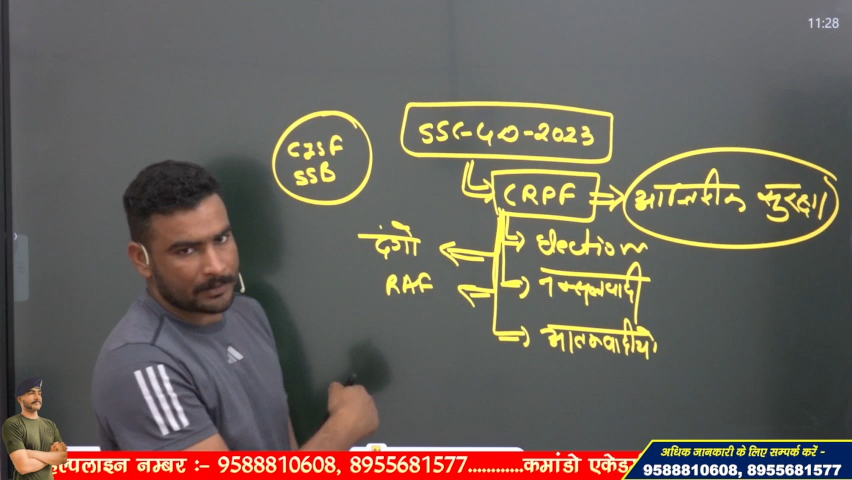 11:28
SSC-GD-2023
CISF
SSB
CRPF
आन्तरीक सुरक्षा
दंगो
Election
RAF
नक्सलवादी
आतंकवादीयो
हेल्पलाइन नम्बर :– 9588810608, 8955681577............कमांडो एकेड
अधिक जानकारी के लिए सम्पर्क करें -
9588810608, 8955681577